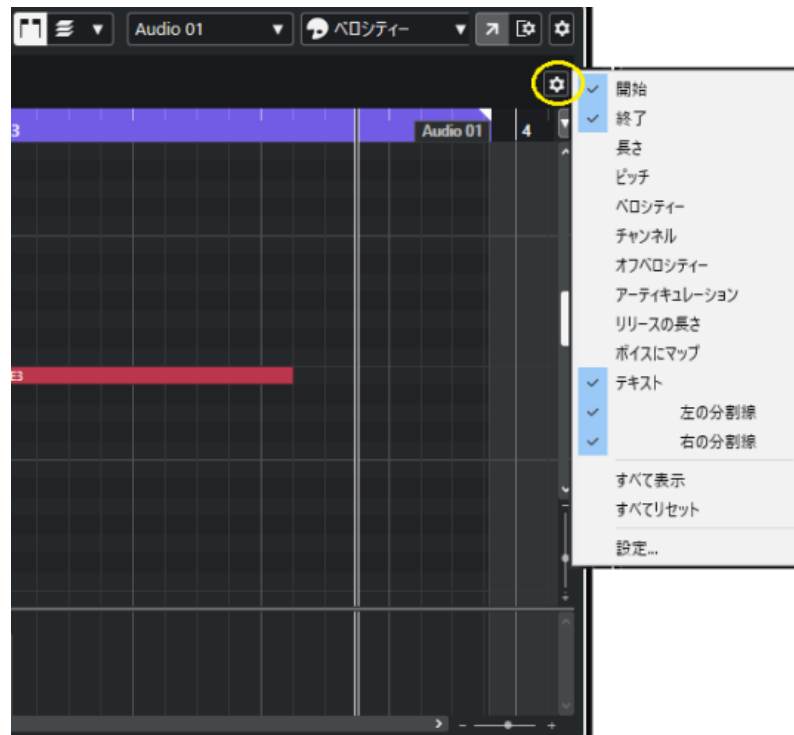 Audio 01
ベロシティー
3
Audio 01
4
E3
開始
終了
長さ
ピッチ
ベロシティー
チャンネル
オフベロシティー
アーティキュレーション
リリースの長さ
ボイスにマップ
テキスト
左の分割線
右の分割線
すべて表示
すべてリセット
設定...